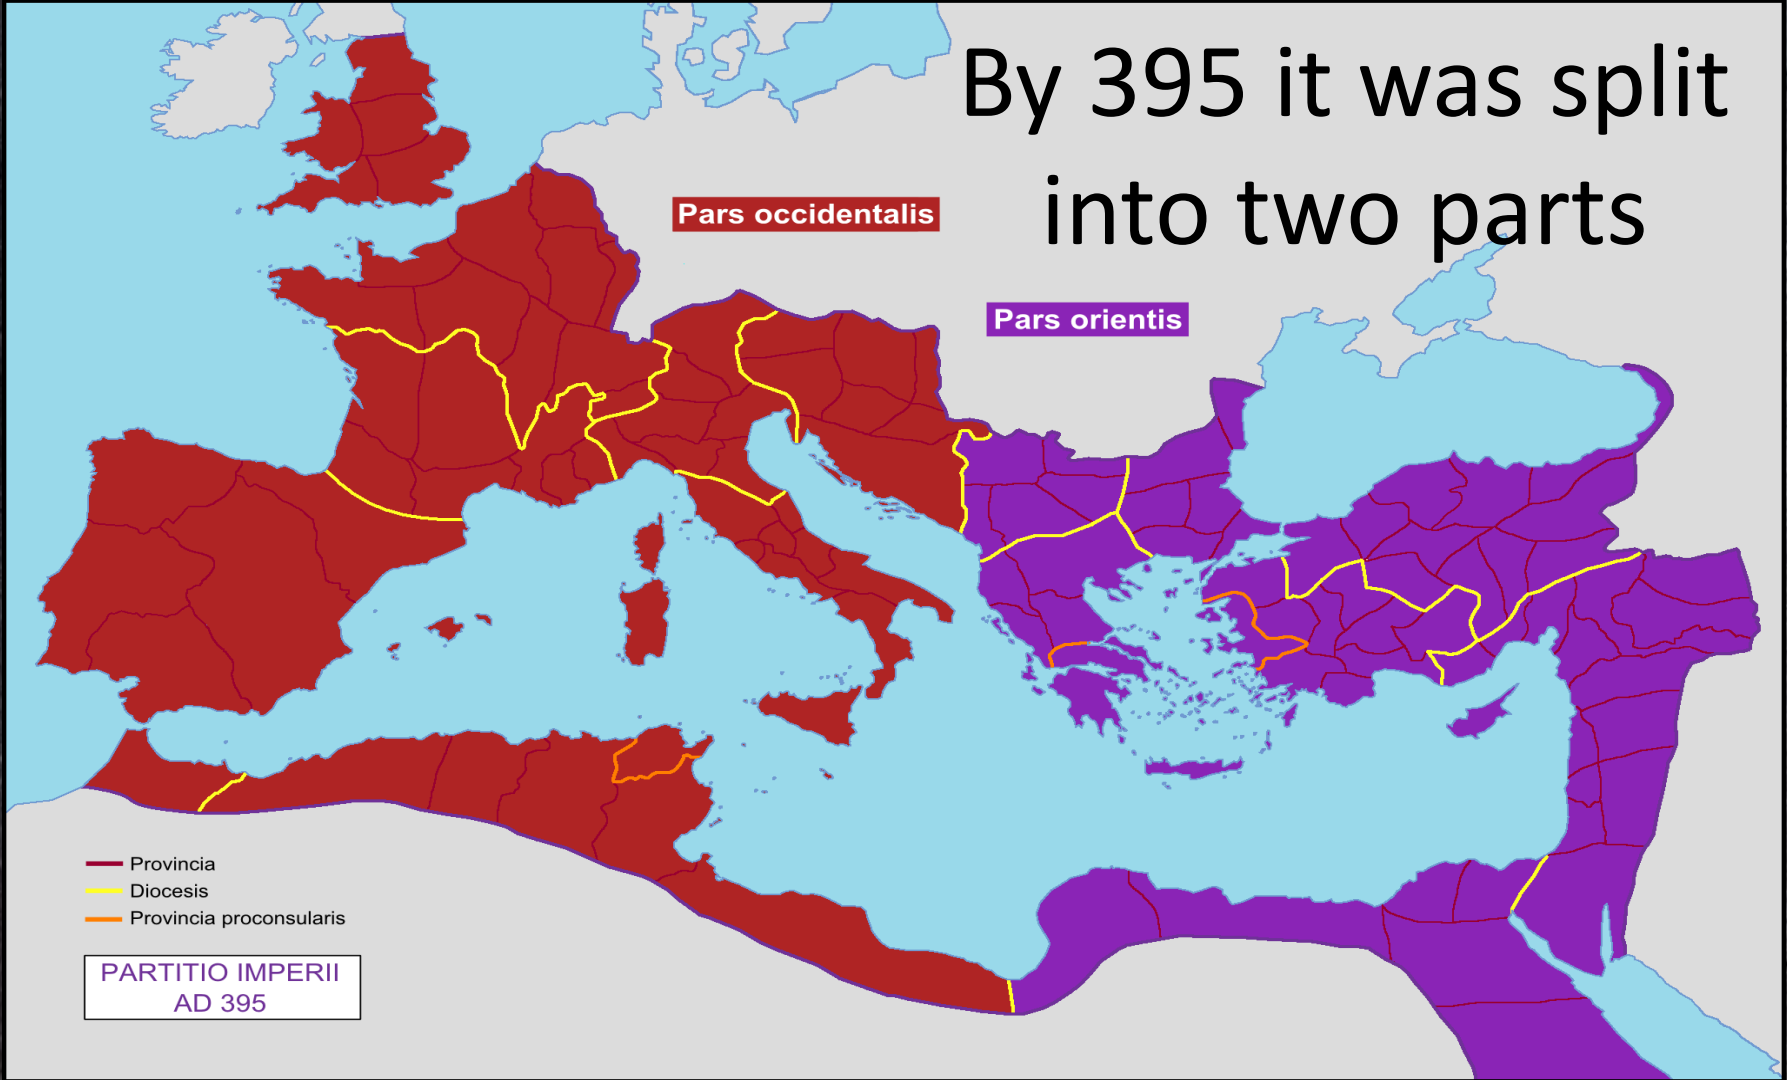 By 395 it was split
into two parts
Pars occidentalis
Pars orientis
Provincia
Diocesis
Provincia proconsularis
PARTITIO IMPERII
AD 395